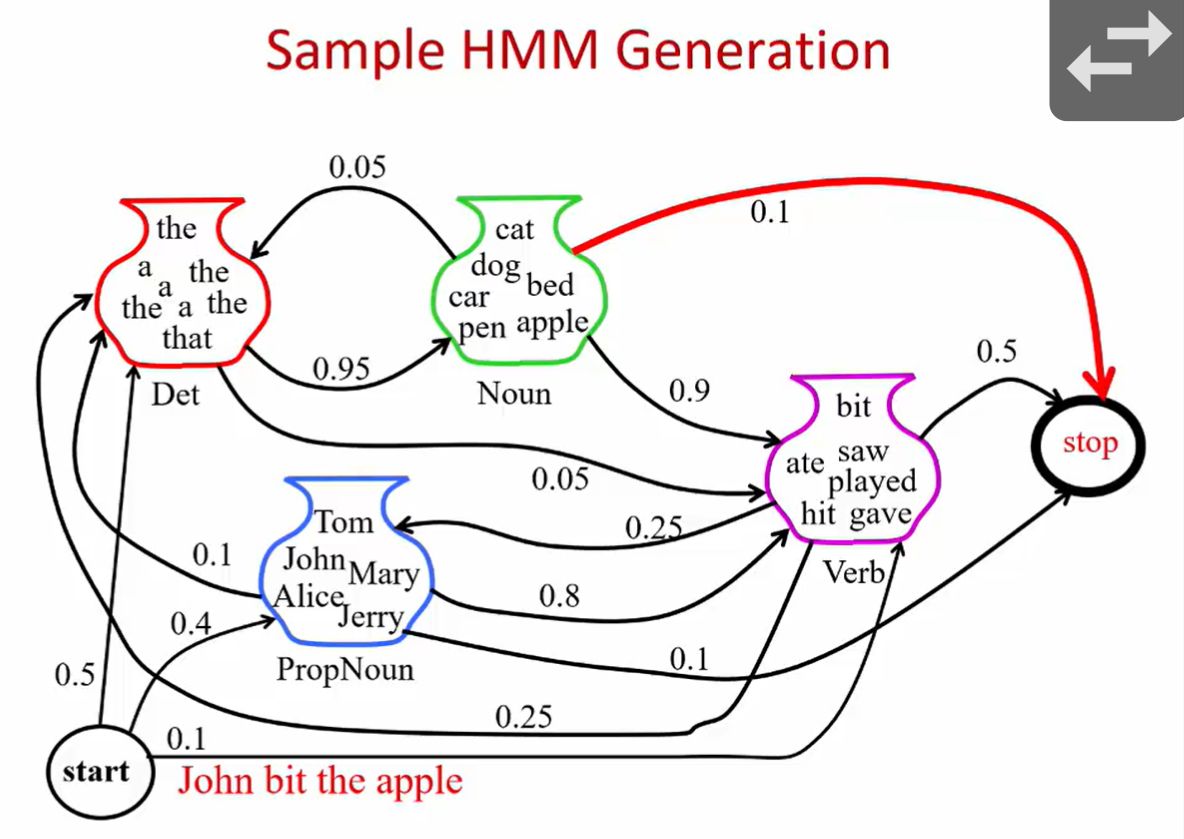 Sample HMM Generation
0.05
0.1
the
a the
a
the a the
that
Det
0.95
cat
dog
bed
car
pen apple
Noun
0.9
0.5
stop
bit
ate saw
played
hit gave
Verb
0.05
0.25
Tom
John Mary
Alice
Jerry
PropNoun
0.1
0.8
0.4
0.1
0.5
0.25
0.1
start
John bit the apple